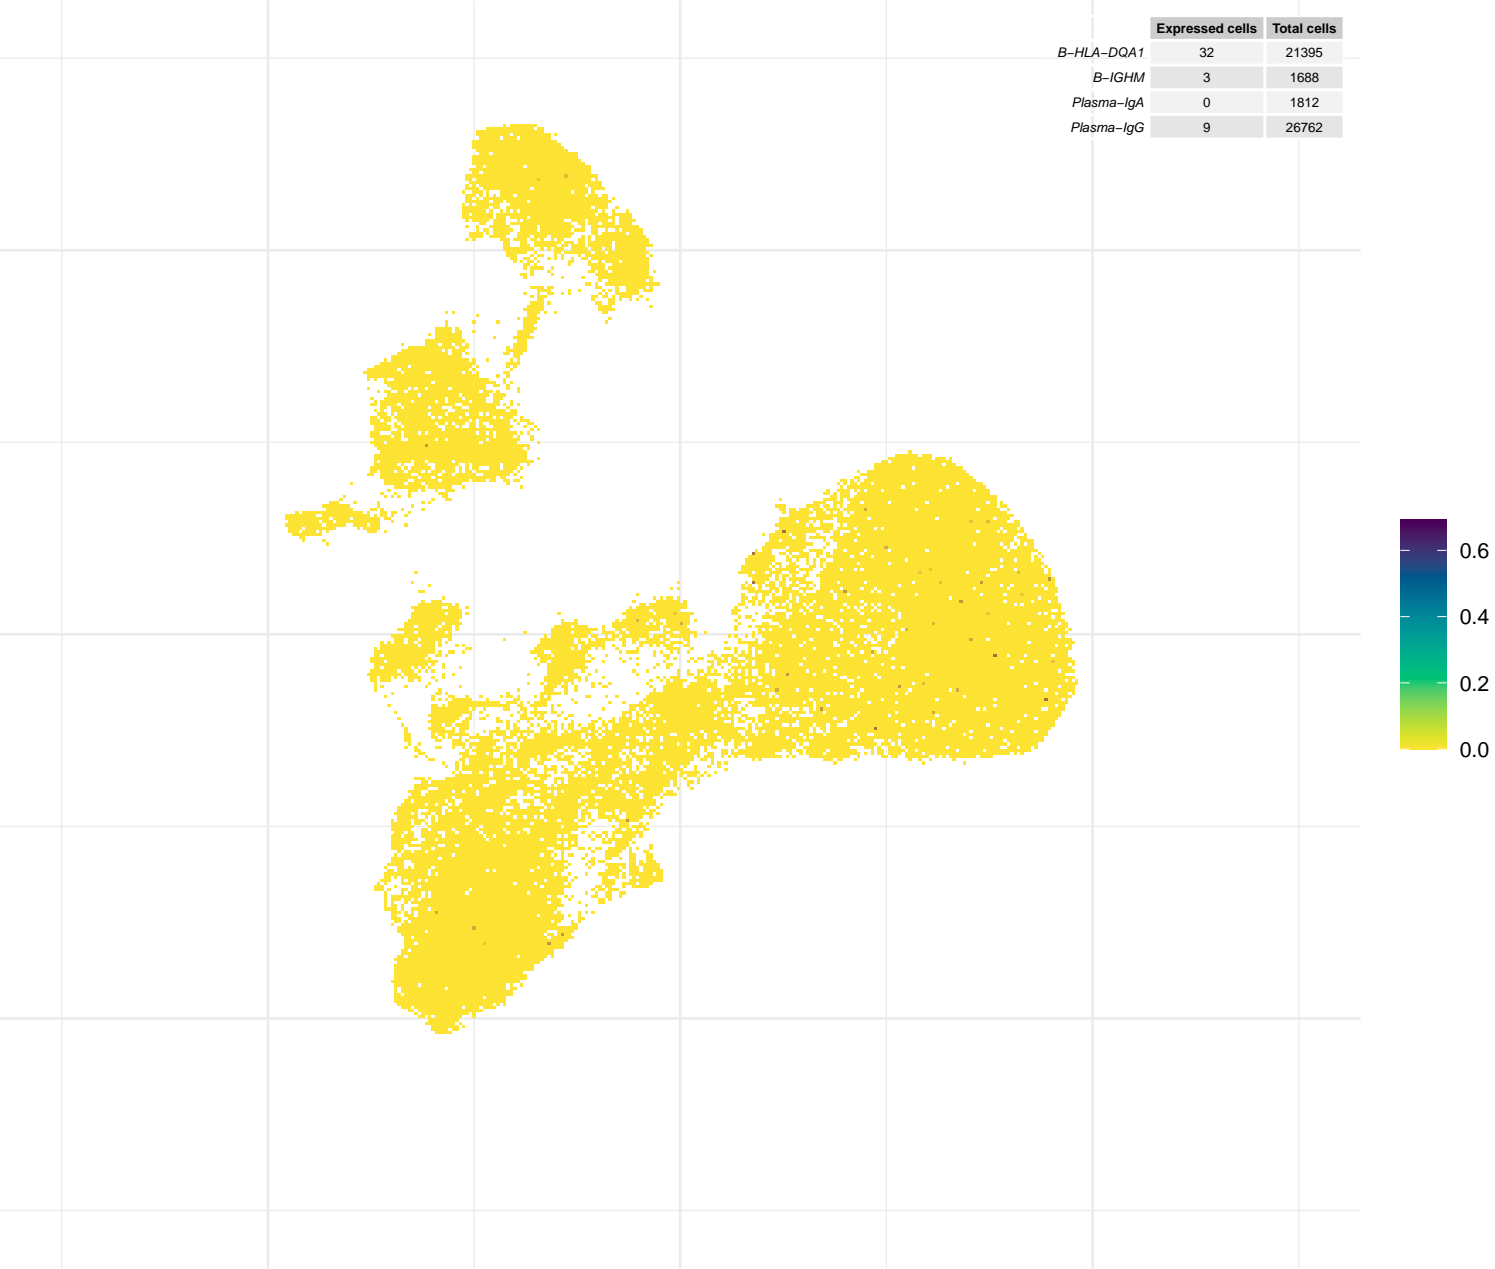 Expressed cells Total cells
B−HLA−DQA1 32 21395
B−IGHM 3 1688
Plasma−IgA 0 1812
Plasma−IgG 9 26762
0.6
0.4
0.2
0.0